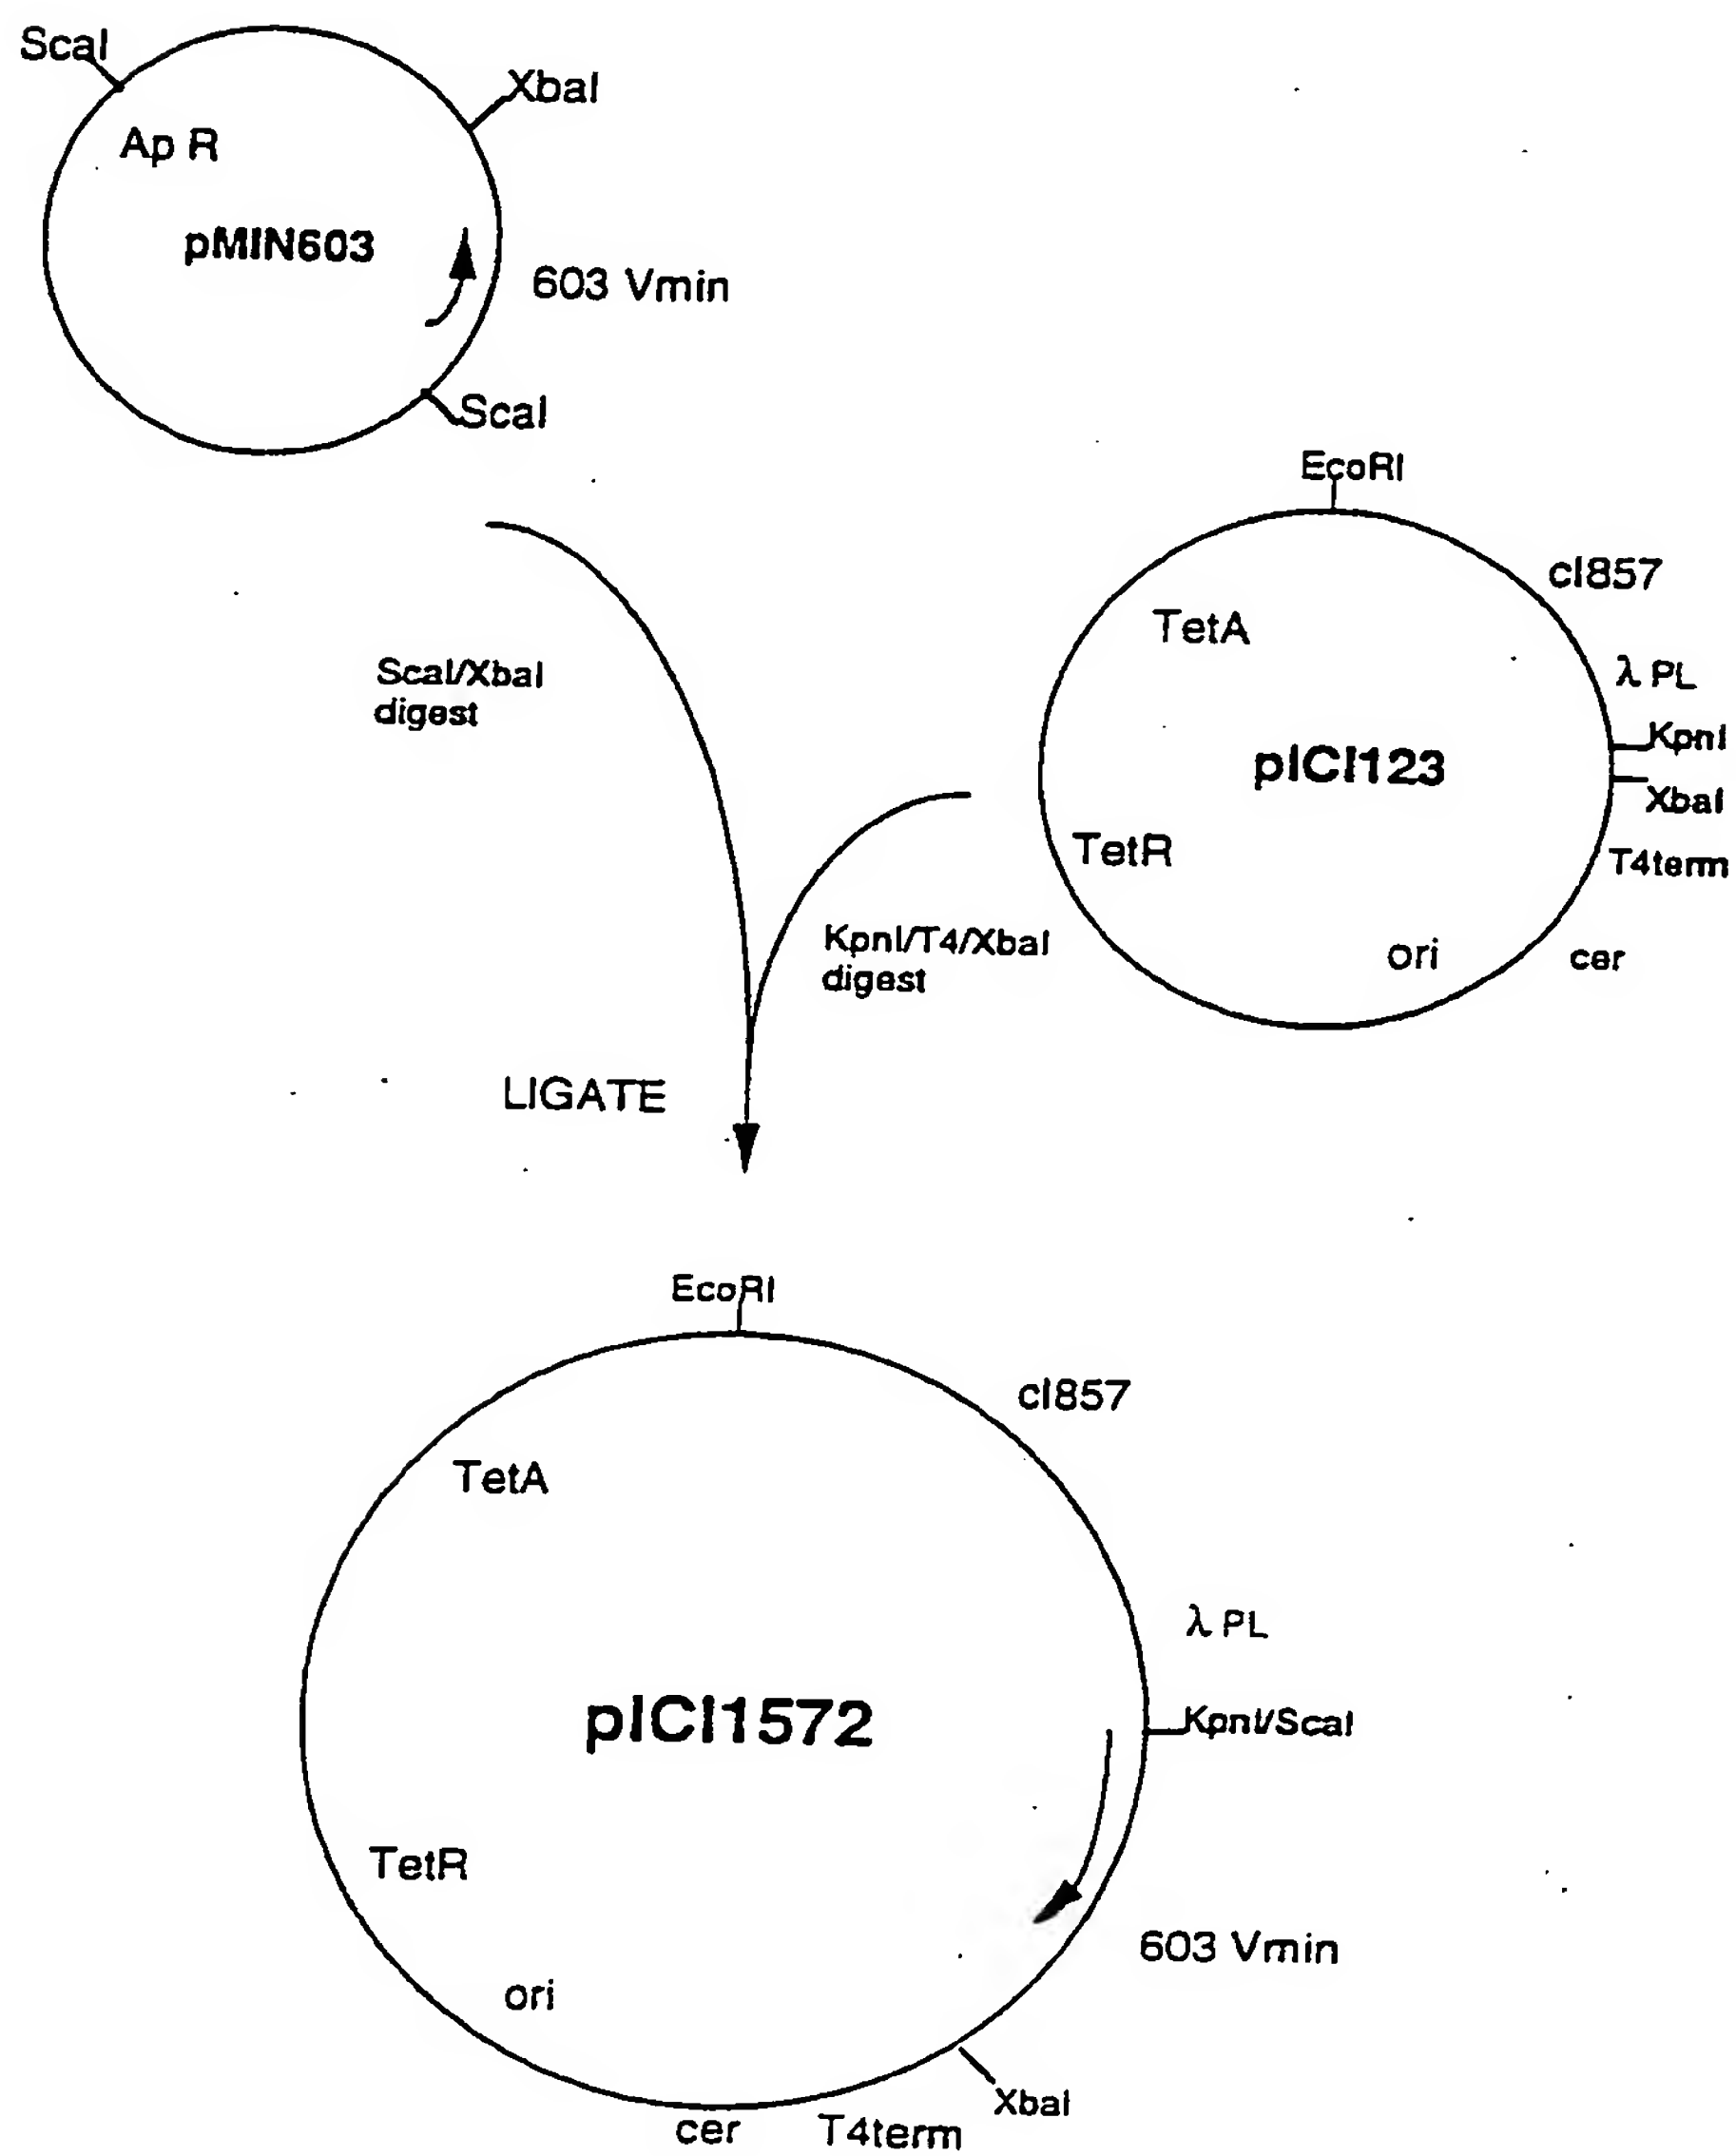 ScaI
XbaI
Ap R
pMIN603
603 Vmin
ScaI
EcoRI
cI857
TetA
λ PL
ScaI/XbaI
digest
KpnI
pICI123
XbaI
TetR
T4term
KpnI/T4/XbaI
digest
ori
cer
LIGATE
EcoRI
cI857
TetA
λ PL
pICI1572
KpnI/ScaI
TetR
603 Vmin
ori
XbaI
cer
T4term